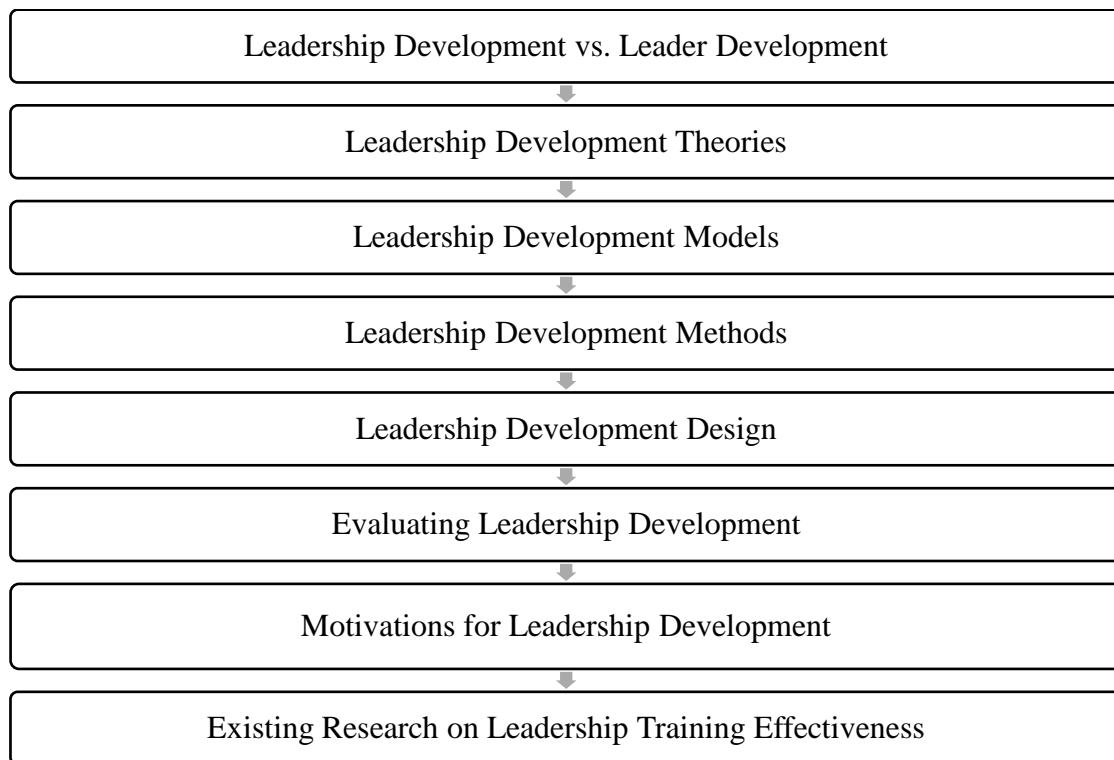 Leadership Development vs. Leader Development
Leadership Development Theories
Leadership Development Models
Leadership Development Methods
Leadership Development Design
Evaluating Leadership Development
Motivations for Leadership Development
Existing Research on Leadership Training Effectiveness